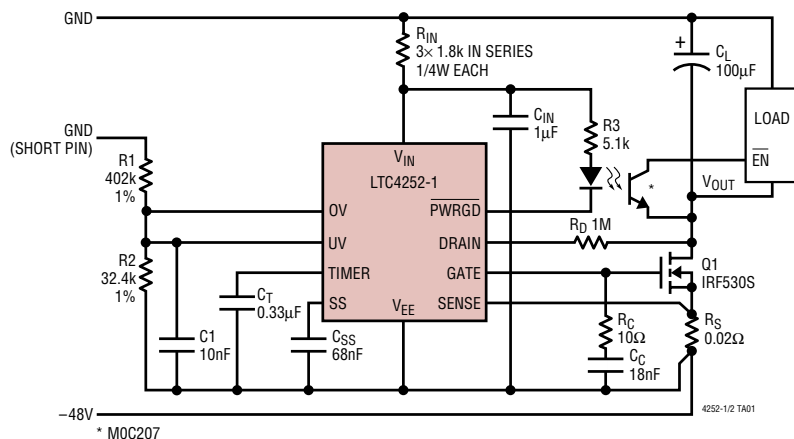 GND
RIN
3× 1.8k IN SERIES
1/4W EACH
+
CL
100µF
LOAD
EN
GND
(SHORT PIN)
R1
402k
1%
CIN
1µF
R3
5.1k
VIN
LTC4252-1
*
VOUT
OV
PWRGD
RD 1M
UV
DRAIN
R2
32.4k
1%
TIMER
GATE
Q1
IRF530S
CT
0.33µF
SS
VEE
SENSE
C1
10nF
CSS
68nF
RC
10Ω
CC
18nF
RS
0.02Ω
−48V
4252-1/2 TA01
* M0C207